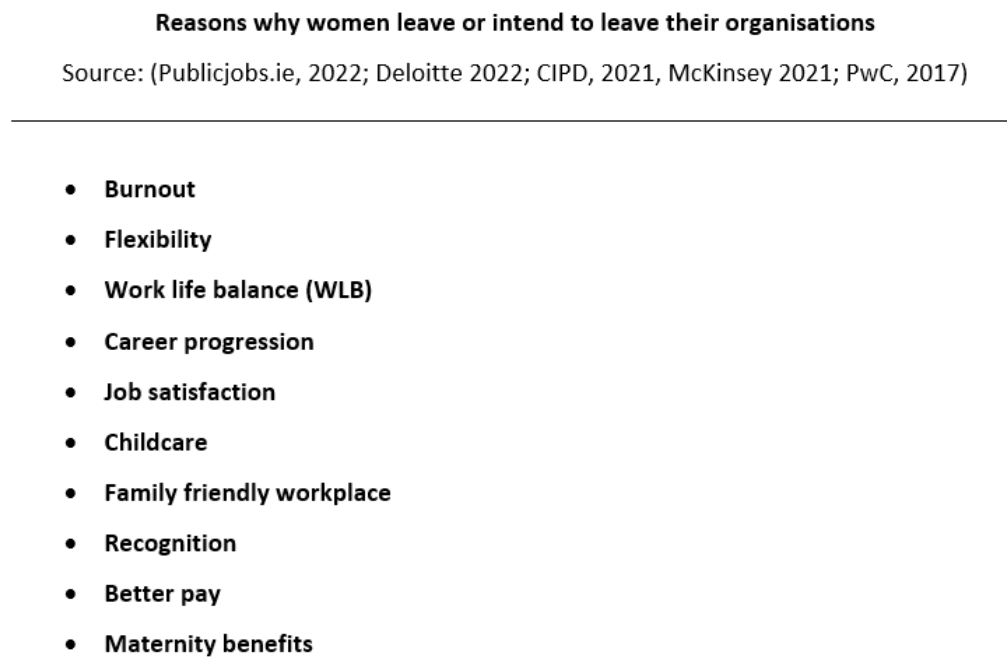 Reasons why women leave or intend to leave their organisations
Source: (Publicjobs.ie, 2022; Deloitte 2022; CIPD, 2021, McKinsey 2021; PwC, 2017)
• Burnout
• Flexibility
• Work life balance (WLB)
• Career progression
• Job satisfaction
• Childcare
• Family friendly workplace
• Recognition
• Better pay
• Maternity benefits